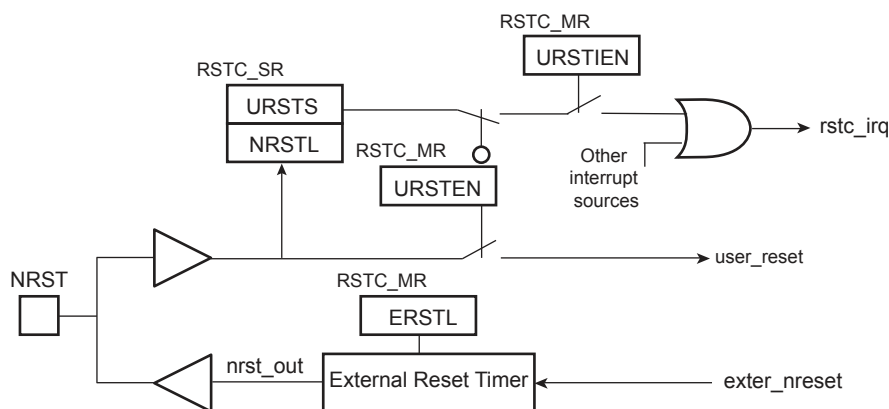 RSTC_MR
URSTIEN
RSTC_SR
URSTS
NRSTL
rstc_irq
RSTC_MR
URSTEN
Other
interrupt
sources
user_reset
NRST
RSTC_MR
ERSTL
nrst_out
External Reset Timer
exter_nreset